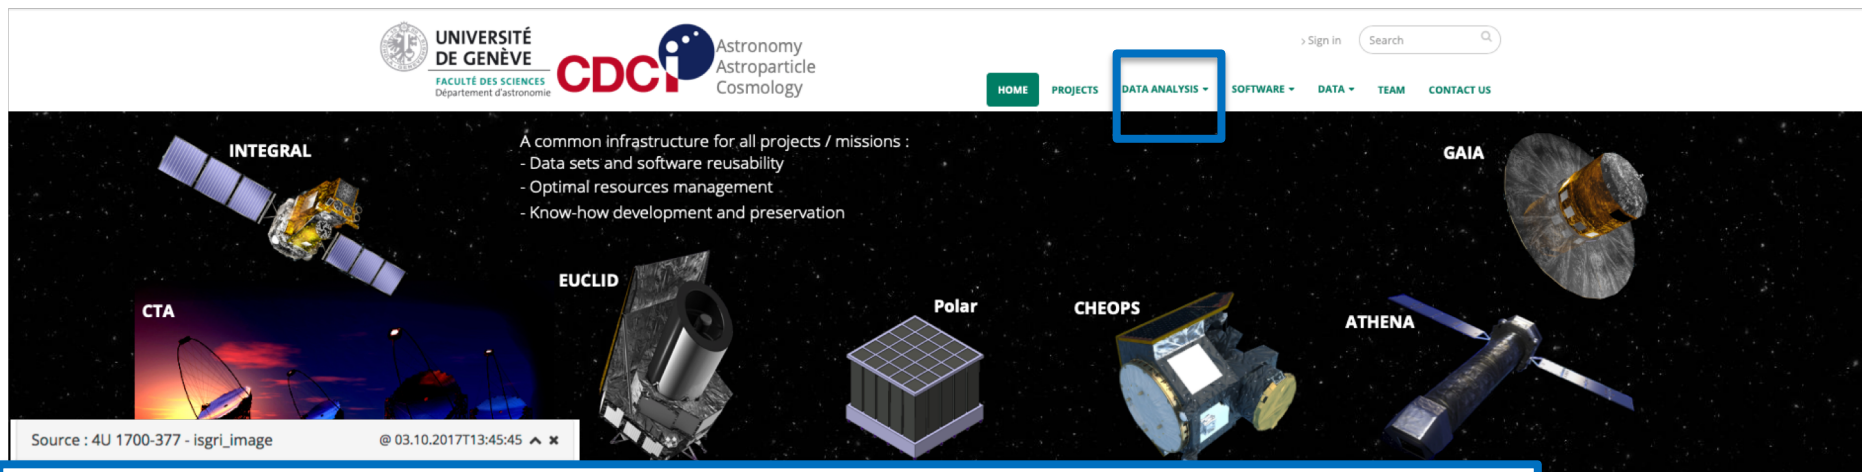 UNIVERSITÉ
DE GENÈVE
FACULTÉ DES SCIENCES
Département d'astronomie
CDCi
Astronomy
Astroparticle
Cosmology
› Sign in
Search
HOME PROJECTS DATA ANALYSIS SOFTWARE DATA TEAM CONTACT US
A common infrastructure for all projects / missions :
- Data sets and software reusability
- Optimal resources management
- Know-how development and preservation
INTEGRAL
GAIA
EUCLID
CTA
Polar
CHEOPS
ATHENA
Source : 4U 1700-377 - isgri_image @ 03.10.2017T13:45:45